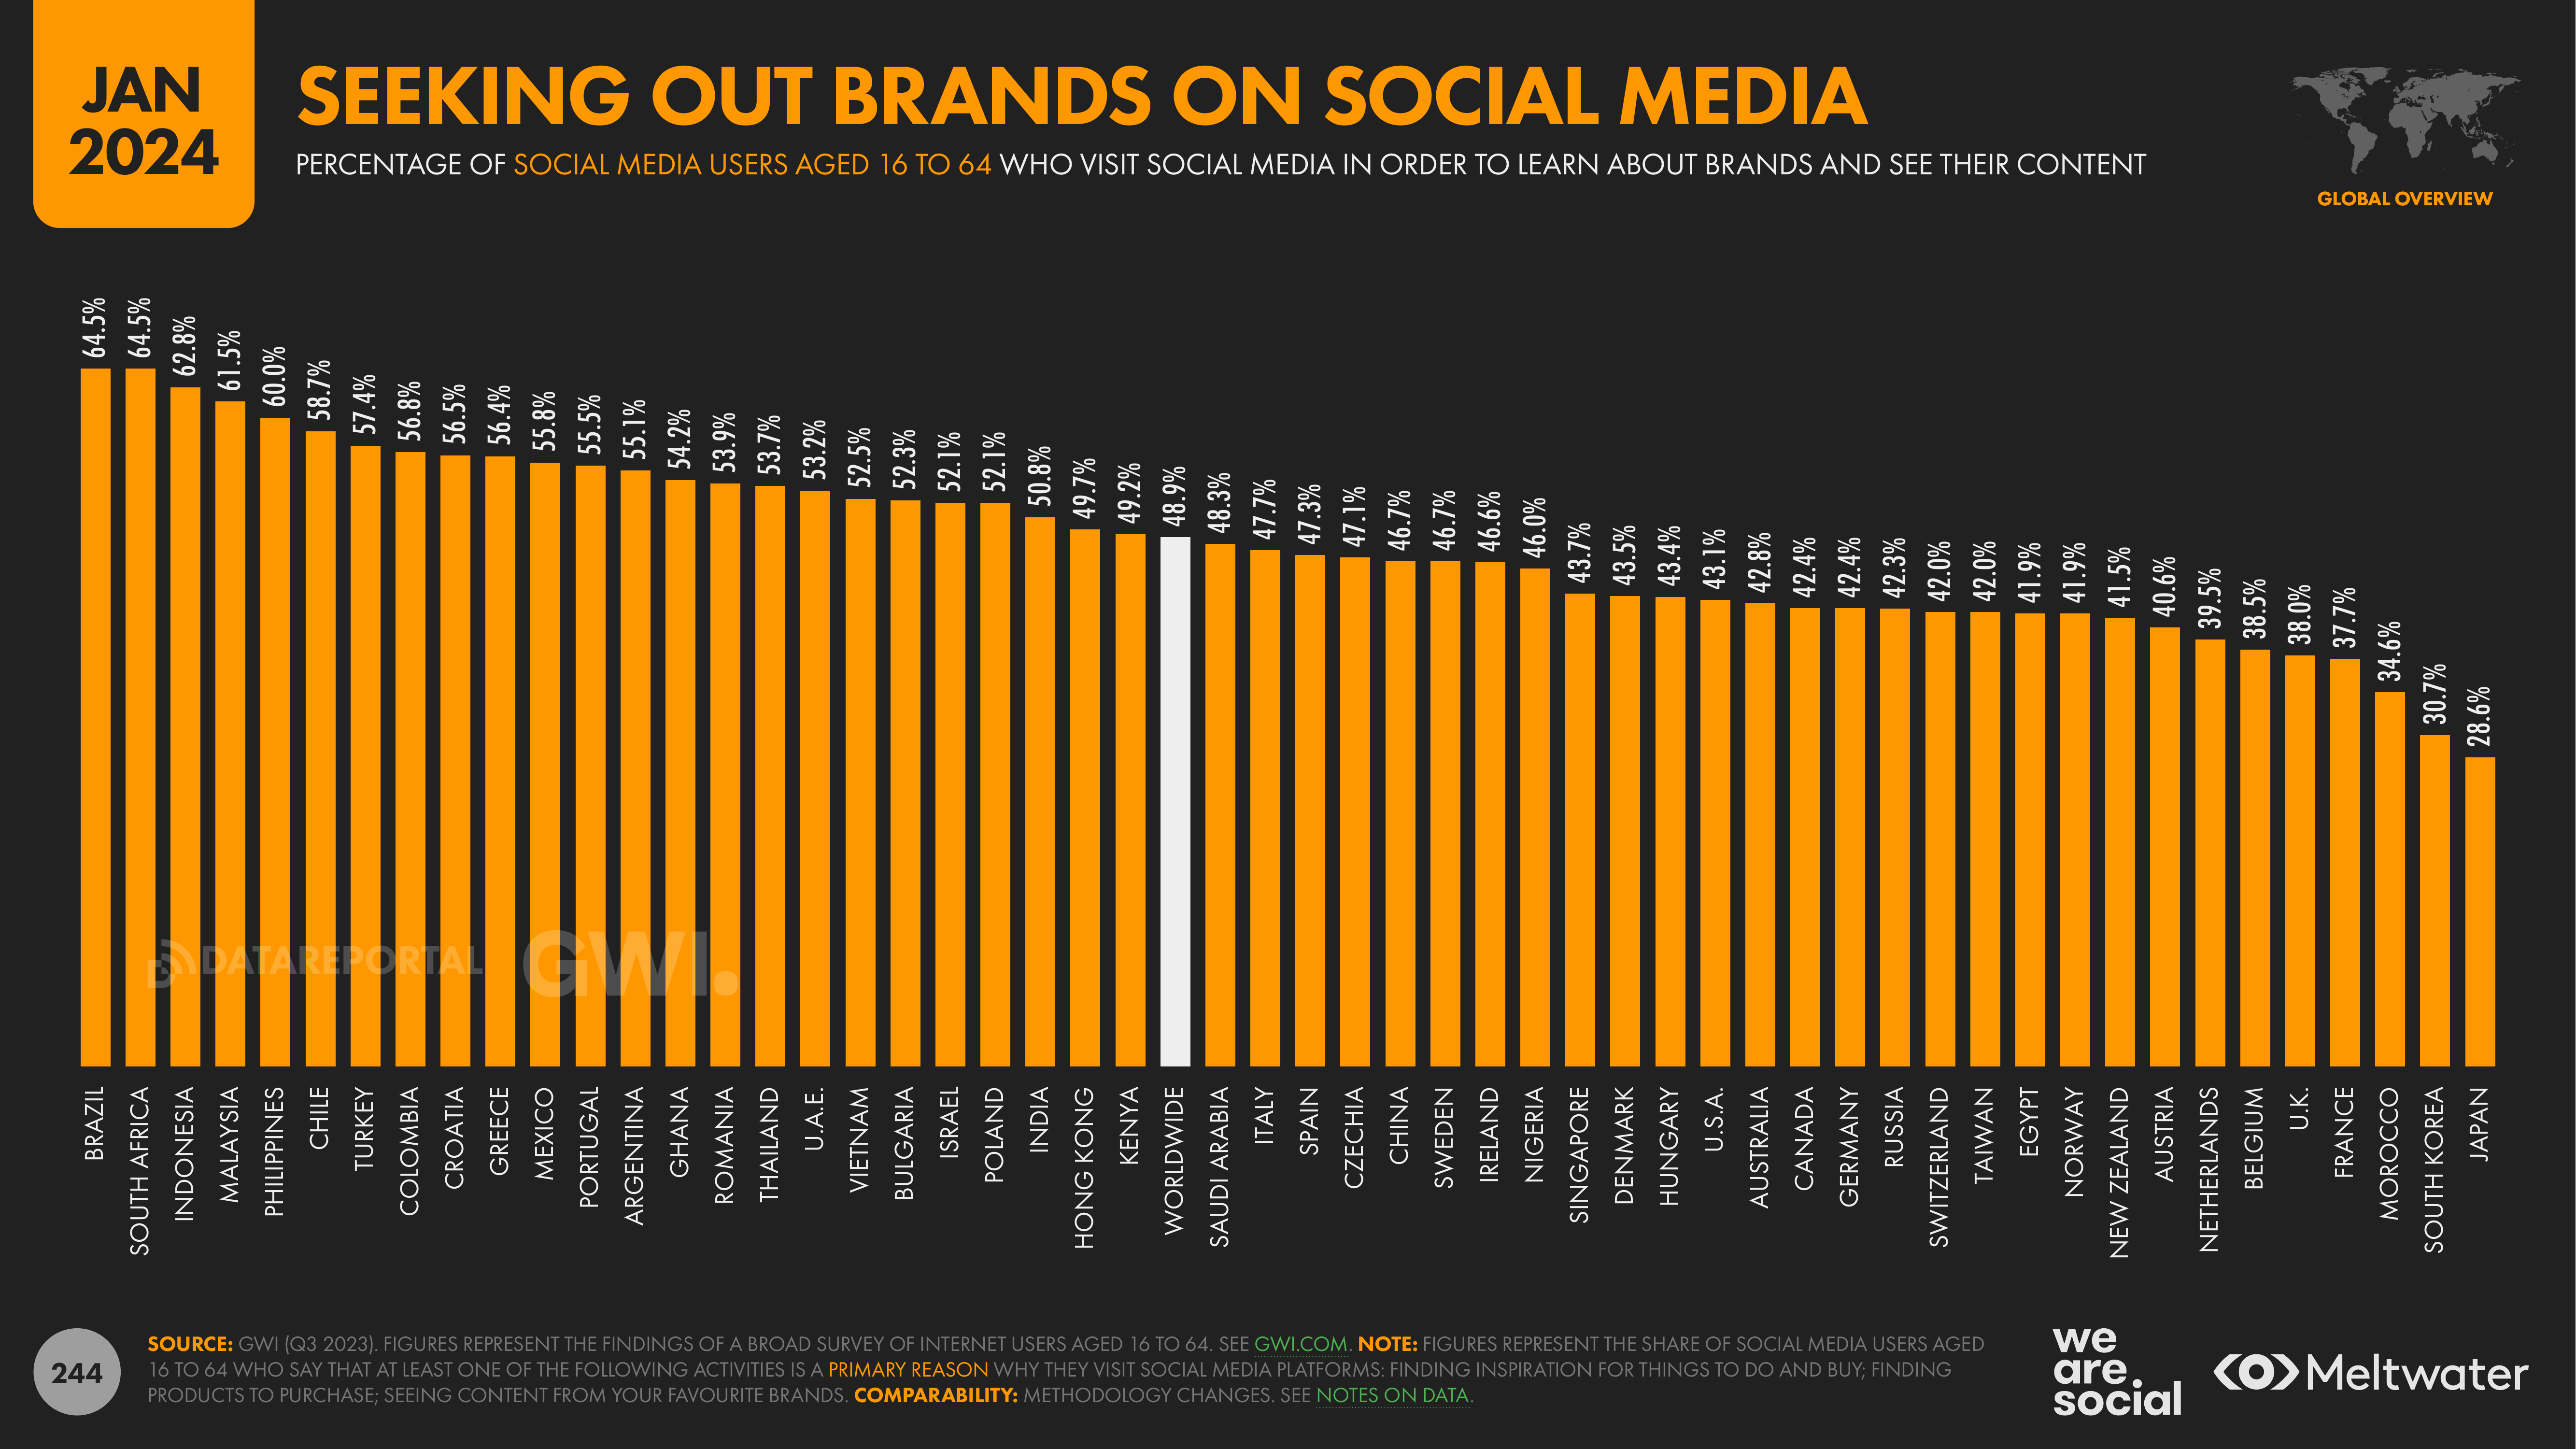 JAN
2024
SEEKING OUT BRANDS ON SOCIAL MEDIA
PERCENTAGE OF SOCIAL MEDIA USERS AGED 16 TO 64 WHO VISIT SOCIAL MEDIA IN ORDER TO LEARN ABOUT BRANDS AND SEE THEIR CONTENT
GLOBAL OVERVIEW
64.5%
64.5%
62.8%
61.5%
60.0%
58.7%
57.4%
56.8%
56.5%
56.4%
55.8%
55.5%
55.1%
54.2%
53.9%
53.7%
53.2%
52.5%
52.3%
52.1%
52.1%
50.8%
49.7%
49.2%
48.9%
48.3%
47.7%
47.3%
47.1%
46.7%
46.7%
46.6%
46.0%
43.7%
43.5%
43.4%
43.1%
42.8%
42.4%
42.4%
42.3%
42.0%
42.0%
41.9%
41.9%
41.5%
40.6%
39.5%
38.5%
38.0%
37.7%
34.6%
30.7%
28.6%
DATAREPORTAL
GWI.
BRAZIL
SOUTH AFRICA
INDONESIA
MALAYSIA
PHILIPPINES
CHILE
TURKEY
COLOMBIA
CROATIA
GREECE
MEXICO
PORTUGAL
ARGENTINA
GHANA
ROMANIA
THAILAND
U.A.E.
VIETNAM
BULGARIA
ISRAEL
POLAND
INDIA
HONG KONG
KENYA
WORLDWIDE
SAUDI ARABIA
ITALY
SPAIN
CZECHIA
CHINA
SWEDEN
IRELAND
NIGERIA
SINGAPORE
DENMARK
HUNGARY
U.S.A.
AUSTRALIA
CANADA
GERMANY
RUSSIA
SWITZERLAND
TAIWAN
EGYPT
NORWAY
NEW ZEALAND
AUSTRIA
NETHERLANDS
BELGIUM
U.K.
FRANCE
MOROCCO
SOUTH KOREA
JAPAN
244
SOURCE: GWI (Q3 2023). FIGURES REPRESENT THE FINDINGS OF A BROAD SURVEY OF INTERNET USERS AGED 16 TO 64. SEE GWI.COM. NOTE: FIGURES REPRESENT THE SHARE OF SOCIAL MEDIA USERS AGED
16 TO 64 WHO SAY THAT AT LEAST ONE OF THE FOLLOWING ACTIVITIES IS A PRIMARY REASON WHY THEY VISIT SOCIAL MEDIA PLATFORMS: FINDING INSPIRATION FOR THINGS TO DO AND BUY; FINDING
PRODUCTS TO PURCHASE; SEEING CONTENT FROM YOUR FAVOURITE BRANDS. COMPARABILITY: METHODOLOGY CHANGES. SEE NOTES ON DATA.
we
are.
social
Meltwater